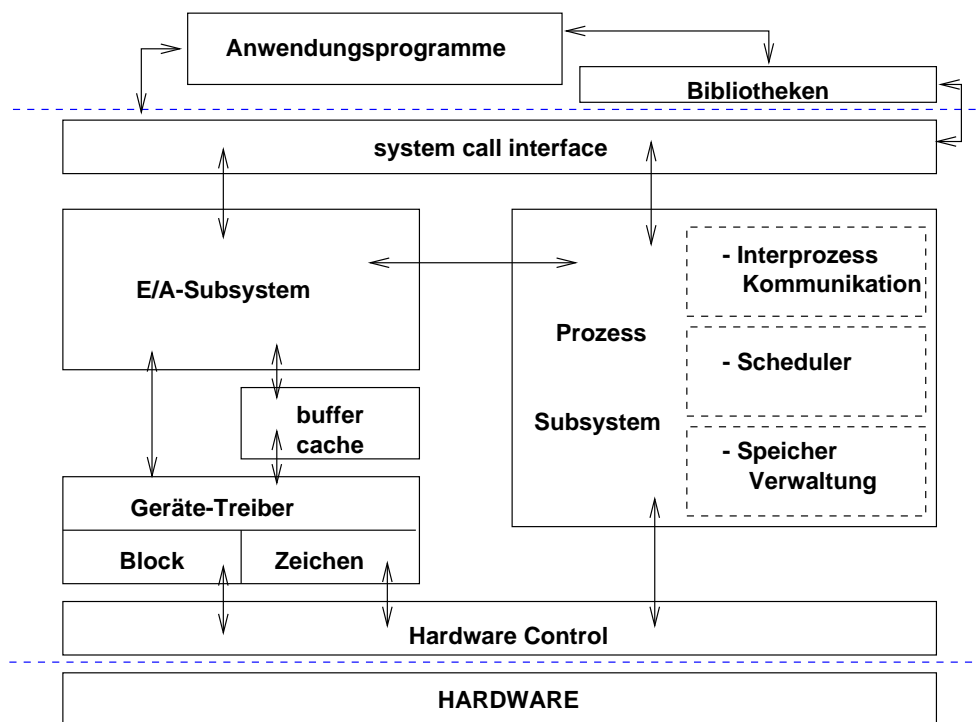 Anwendungsprogramme
Bibliotheken
system call interface
E/A-Subsystem
Prozess
Subsystem
- Interprozess
Kommunikation
- Scheduler
- Speicher
Verwaltung
buffer
cache
Geräte-Treiber
Block
Zeichen
Hardware Control
HARDWARE